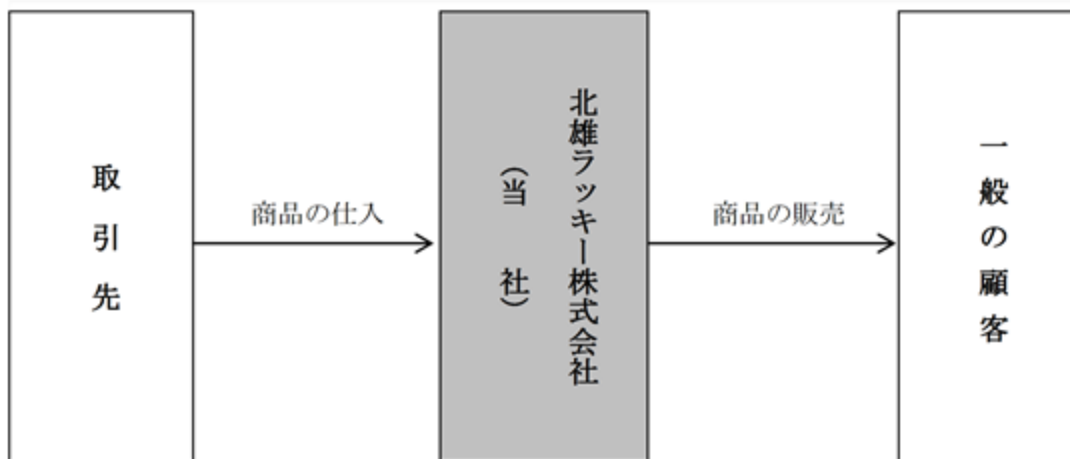 取引先
商品の仕入
北雄ラッキー株式会社
（当社）
商品の販売
一般の顧客